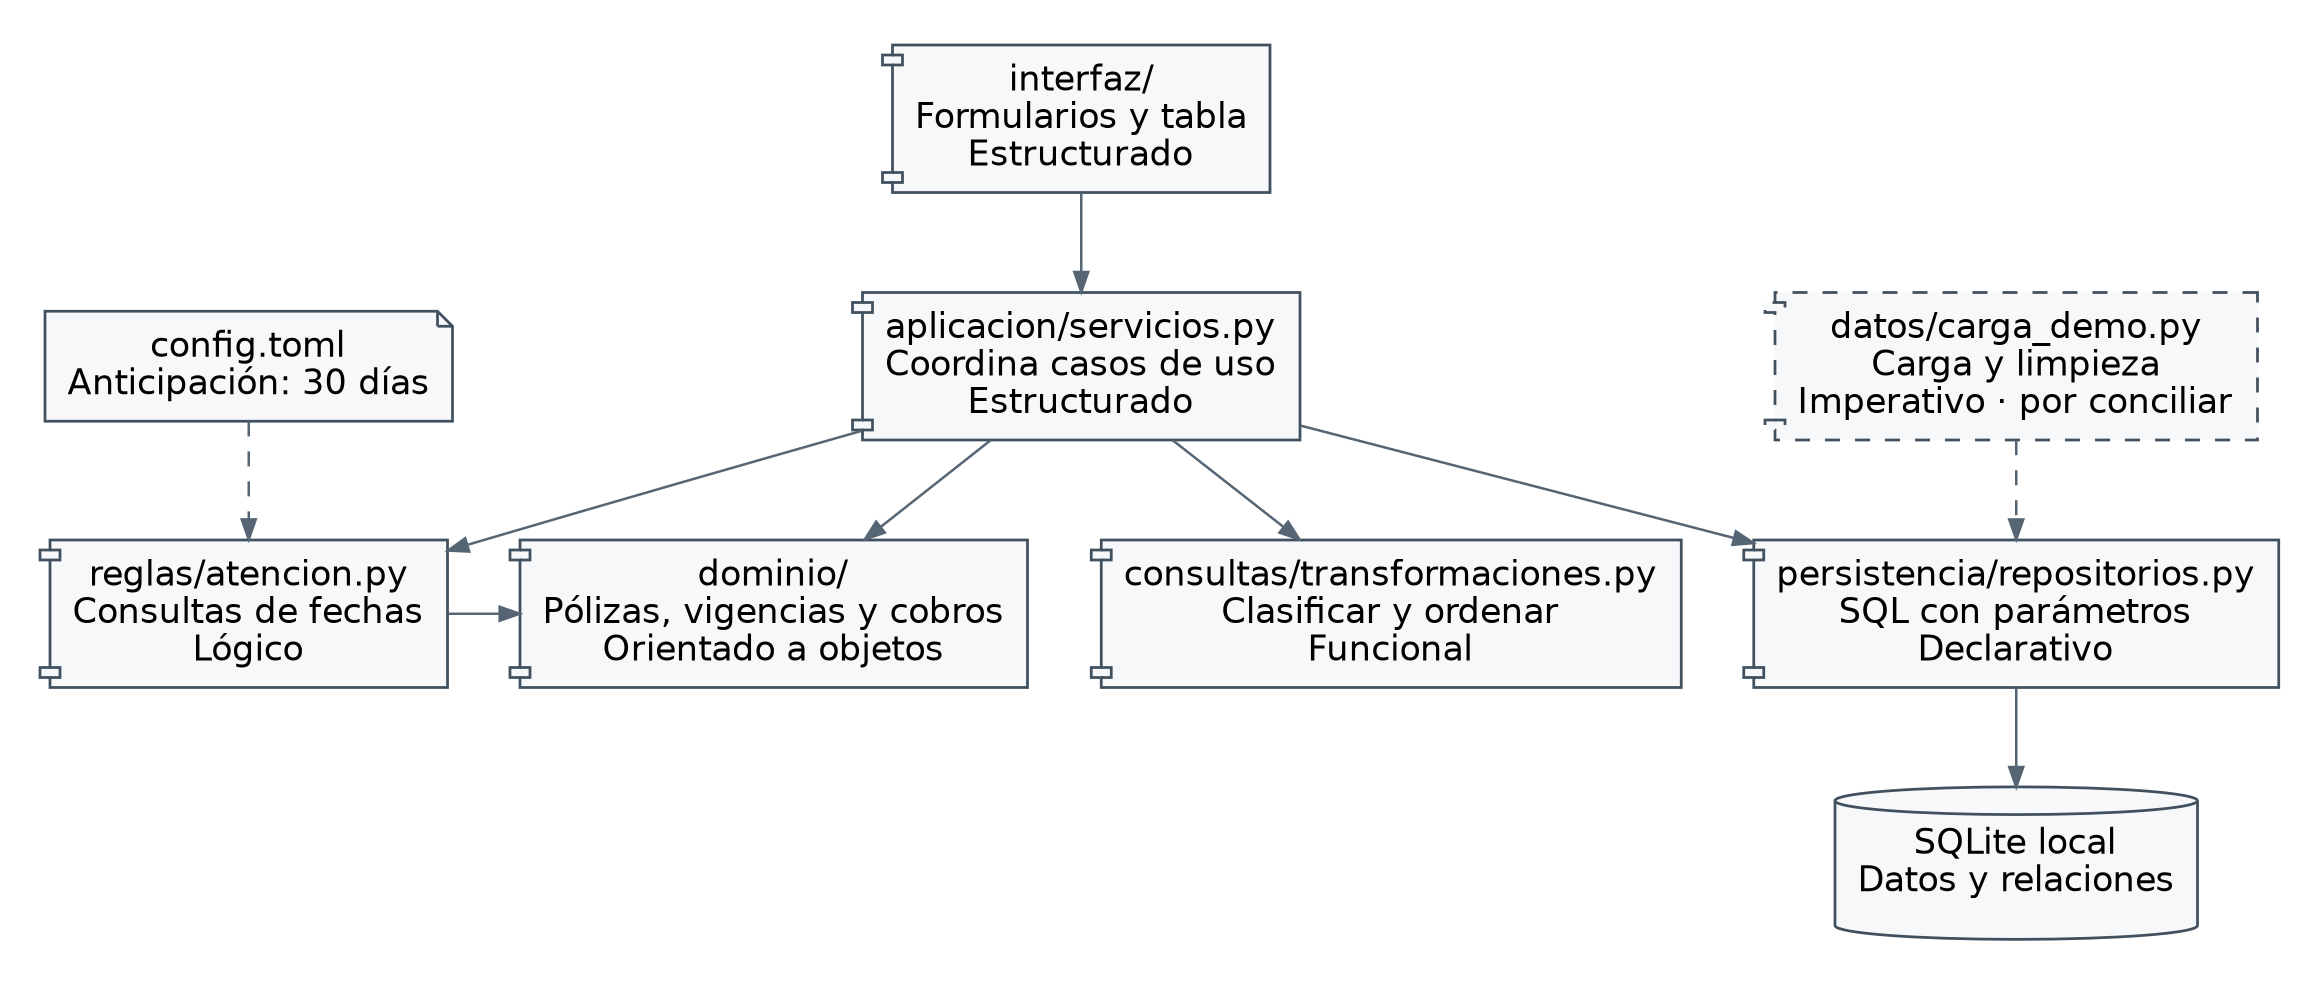 interfaz/
Formularios y tabla
Estructurado
config.toml
Anticipación: 30 días
aplicacion/servicios.py
Coordina casos de uso
Estructurado
datos/carga_demo.py
Carga y limpieza
Imperativo · por conciliar
reglas/atencion.py
Consultas de fechas
Lógico
dominio/
Pólizas, vigencias y cobros
Orientado a objetos
consultas/transformaciones.py
Clasificar y ordenar
Funcional
persistencia/repositorios.py
SQL con parámetros
Declarativo
SQLite local
Datos y relaciones